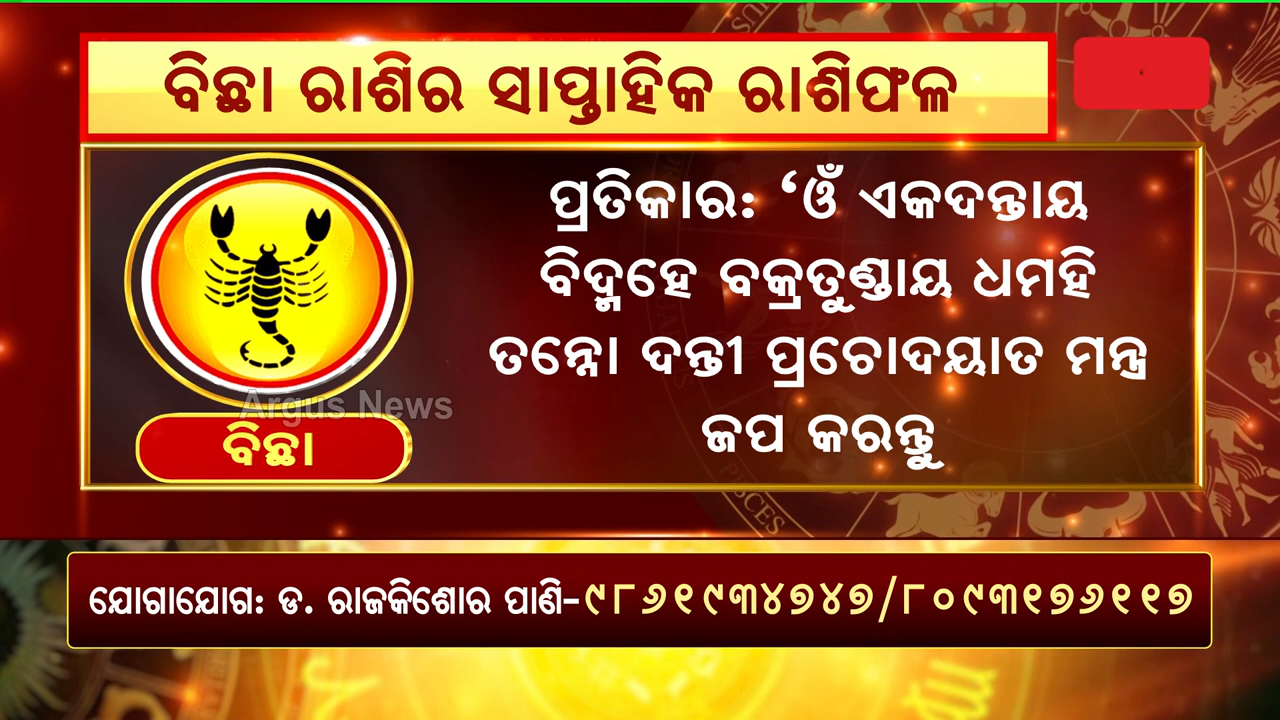 ବିଛା ରାଶିର ସାପ୍ତାହିକ ରାଶିଫଳ
ପ୍ରତିକାର: ‘ଓଁ ଏକଦନ୍ତାୟ
ବିଦ୍ମହେ ବକ୍ରତୁଣ୍ଡାୟ ଧମହି
ତନ୍ନୋ ଦନ୍ତୀ ପ୍ରଚୋଦୟାତ ମନ୍ତ୍ର
ଜପ କରନ୍ତୁ
Argus News
ବିଛା
PISCES
ଯୋଗାଯୋଗ: ଡ. ରାଜକିଶୋର ପାଣି-୯୮୬୧୯୩୪୭୪୭/୮୦୯୩୧୭୬୧୧୭